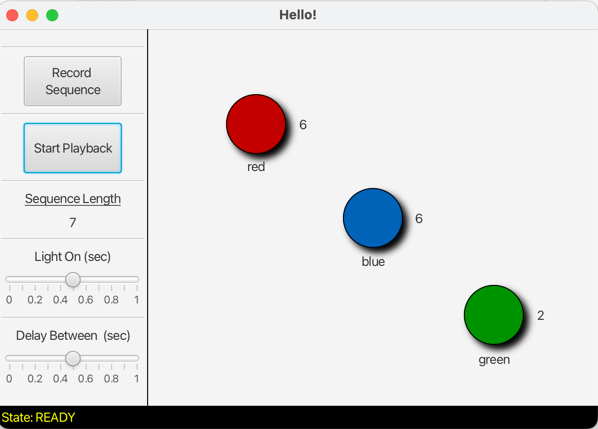 Hello!
Record
Sequence
Start Playback
Sequence Length
7
Light On (sec)
0 0.2 0.4 0.6 0.8 1
Delay Between (sec)
0 0.2 0.4 0.6 0.8 1
6
red
6
blue
2
green
State: READY